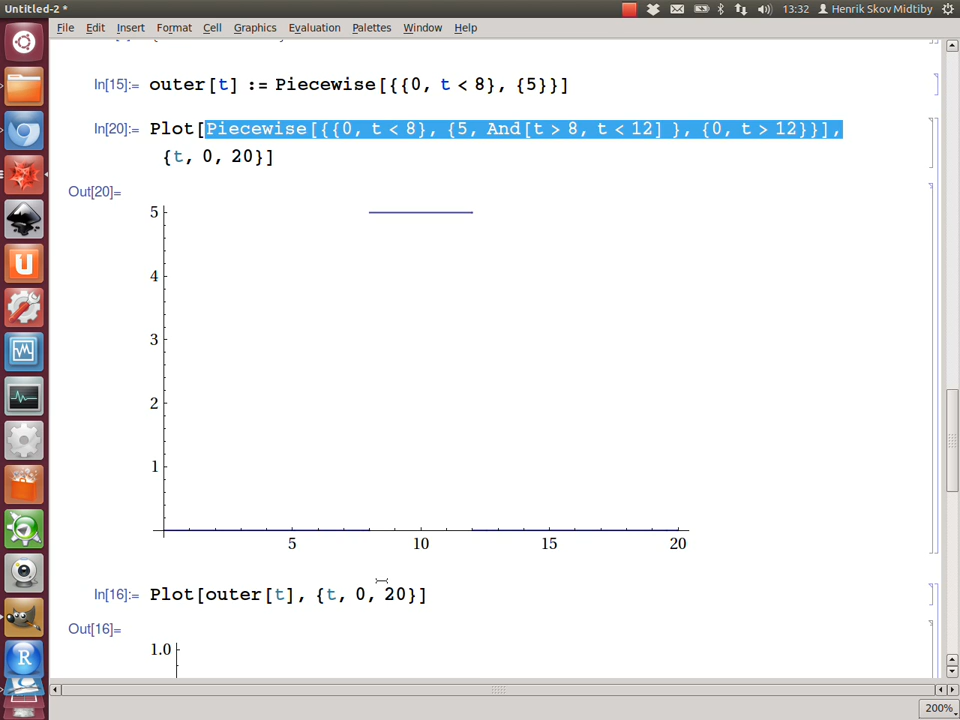 Untitled-2 *
13:32 Henrik Skov Midtiby
File Edit Insert Format Cell Graphics Evaluation Palettes Window Help
In[15]:= outer[t] := Piecewise[{{0, t < 8}, {5}}]
In[20]:= Plot[Piecewise[{{0, t < 8}, {5, And[t > 8, t < 12] }, {0, t > 12}}],
{t, 0, 20}]
Out[20]=
5
4
3
2
1
5 10 15 20
In[16]:= Plot[outer[t], {t, 0, 20}]
Out[16]=
1.0
200%